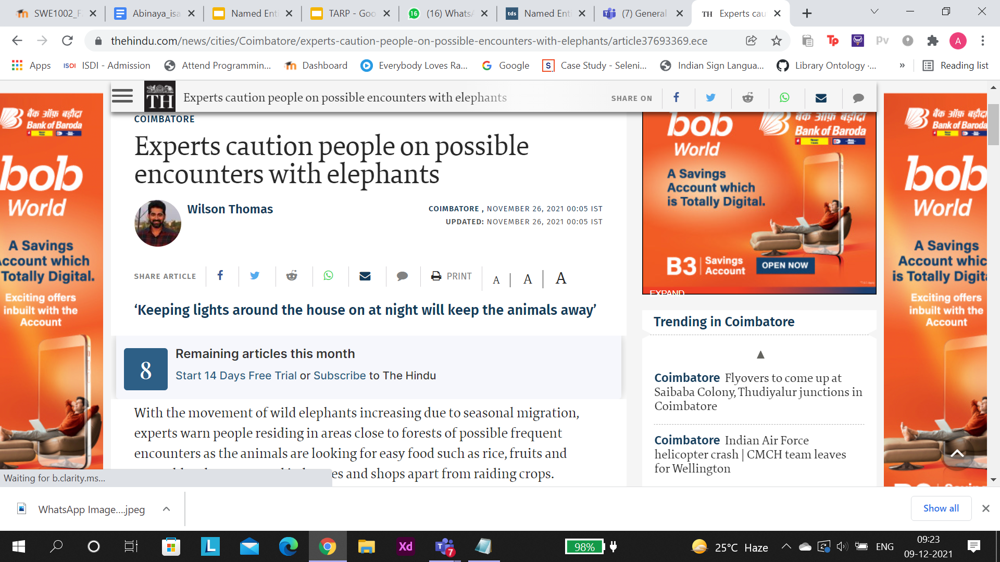 SWE1002_F
Abinaya_isa
Named Enti
TARP - Goo
(16) WhatsA
tds
Named Enti
(7) General
TH
Experts cau
thehindu.com/news/cities/Coimbatore/experts-caution-people-on-possible-encounters-with-elephants/article37693369.ece
Tp
pv
A
Apps
ISDI
ISDI - Admission
Attend Programmin...
Dashboard
Everybody Loves Ra...
Google
S
Case Study - Seleni...
Indian Sign Langua...
Library Ontology ·...
»
Reading list
TH
Experts caution people on possible encounters with elephants
SHARE ON
COIMBATORE
Experts caution people on possible
encounters with elephants
Wilson Thomas
COIMBATORE , NOVEMBER 26, 2021 00:05 IST
UPDATED: NOVEMBER 26, 2021 00:05 IST
SHARE ARTICLE
PRINT
A
A
A
‘Keeping lights around the house on at night will keep the animals away’
8
Remaining articles this month
Start 14 Days Free Trial or Subscribe to The Hindu
With the movement of wild elephants increasing due to seasonal migration,
experts warn people residing in areas close to forests of possible frequent
encounters as the animals are looking for easy food such as rice, fruits and
es and shops apart from raiding crops.
बैंक ऑफ़ बड़ौदा
Bank of Baroda
bob
World
A Savings
Account which
is Totally Digital.
B3
Savings
Account
OPEN NOW
EXPAND
Trending in Coimbatore
Coimbatore Flyovers to come up at
Saibaba Colony, Thudiyalur junctions in
Coimbatore
Coimbatore Indian Air Force
helicopter crash | CMCH team leaves
for Wellington
बैंक ऑफ़ बड़ौदा
Bank of Baroda
bob
World
A Savings
ccount which
Totally Digital.
Exciting offers
inbuilt with the
Account
बैंक ऑफ़ बड़ौदा
Bank of Baroda
bob
World
A Savings
Account whic
is Totally Digita
Exciting offers
inbuilt with the
Account
Waiting for b.clarity.ms...
WhatsApp Image....jpeg
Show all
L
Xd
7
98%
25°C Haze
ENG
09:23
09-12-2021